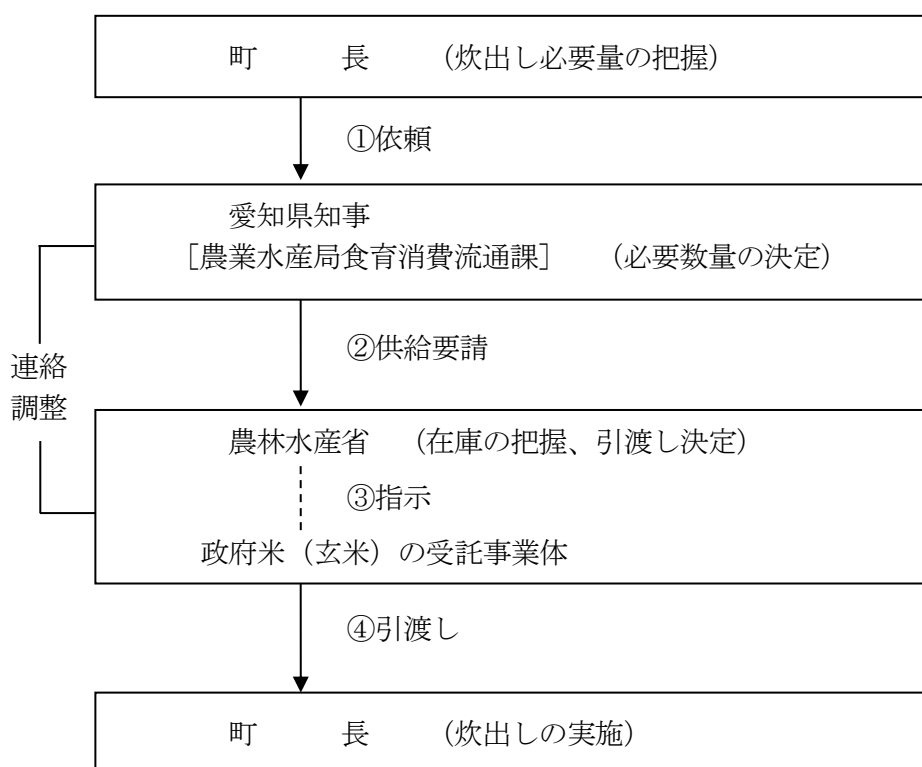 町　　　長　　（炊出し必要量の把握）
①依頼
愛知県知事
［農業水産局食育消費流通課］　（必要数量の決定）
②供給要請
連絡
調整
農林水産省　（在庫の把握、引渡し決定）
③指示
政府米（玄米）の受託事業体
④引渡し
町　　　長　　（炊出しの実施）